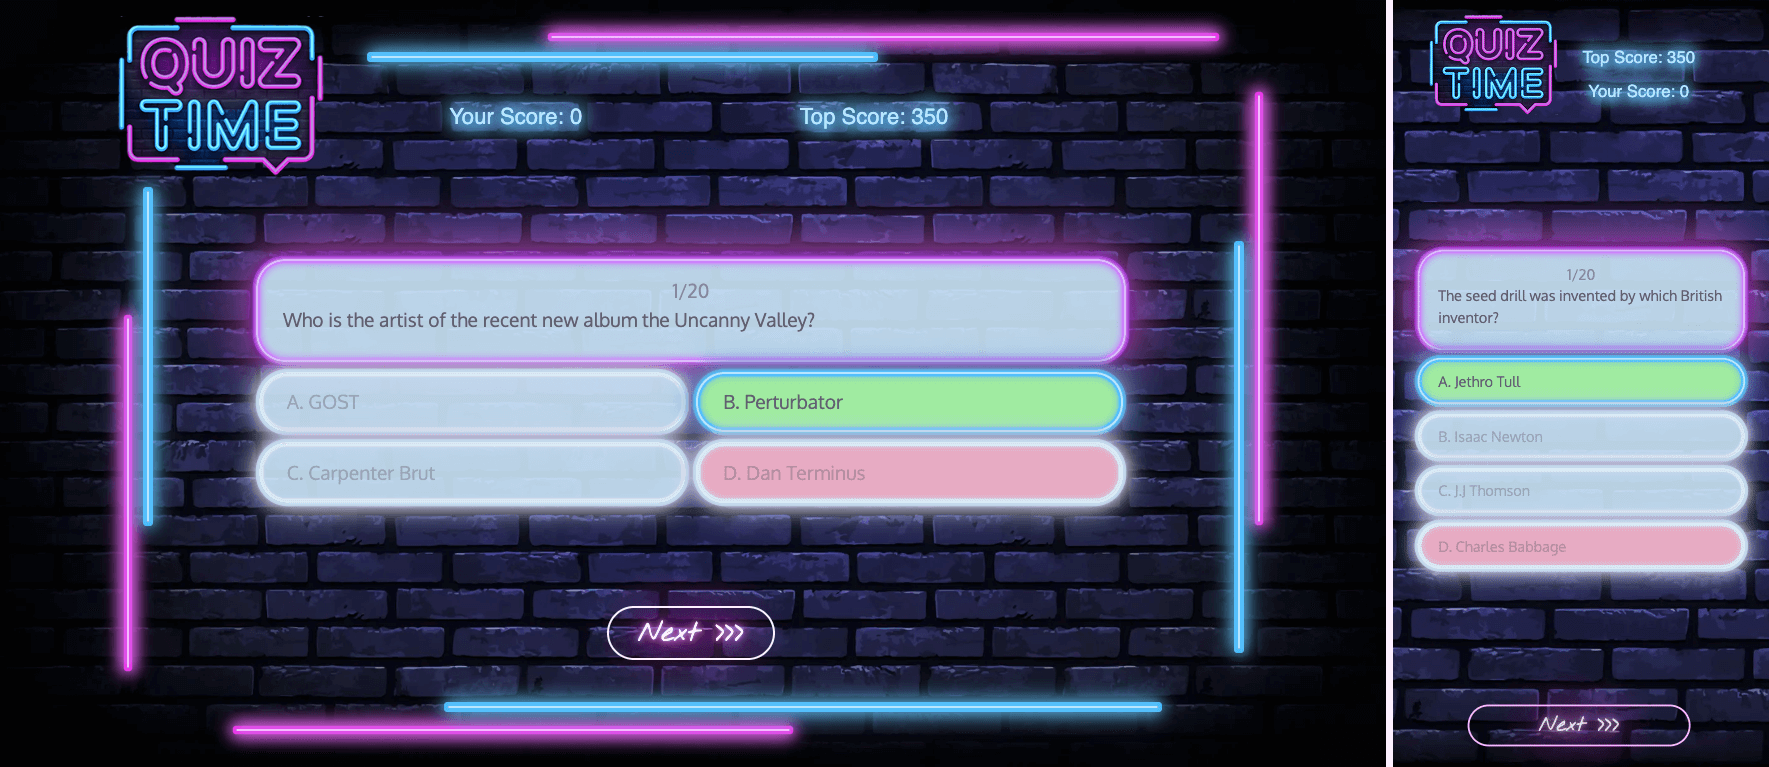 QUIZ
TIME
Your Score: 0
Top Score: 350
1/20
Who is the artist of the recent new album the Uncanny Valley?
A. GOST
B. Perturbator
C. Carpenter Brut
D. Dan Terminus
Next >>>
QUIZ
TIME
Top Score: 350
Your Score: 0
1/20
The seed drill was invented by which British
inventor?
A. Jethro Tull
B. Isaac Newton
C. J.J Thomson
D. Charles Babbage
Next >>>